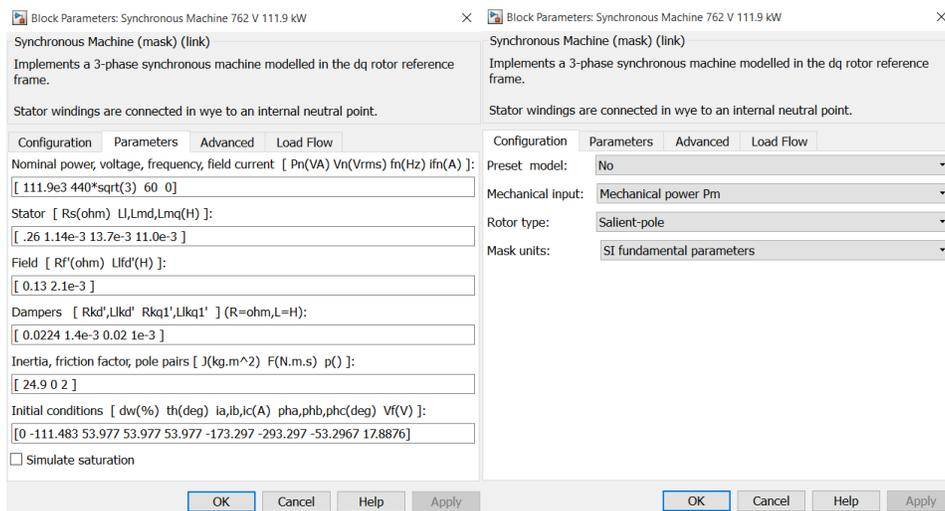 Block Parameters: Synchronous Machine 762 V 111.9 kW
Synchronous Machine (mask) (link)
Implements a 3-phase synchronous machine modelled in the dq rotor reference
frame.
Stator windings are connected in wye to an internal neutral point.
Configuration Parameters Advanced Load Flow
Nominal power, voltage, frequency, field current [ Pn(VA) Vn(Vrms) fn(Hz) ifn(A) ]:
[ 111.9e3 440*sqrt(3) 60 0]
Stator [ Rs(ohm) Ll,Lmd,Lmq(H) ]:
[ .26 1.14e-3 13.7e-3 11.0e-3 ]
Field [ Rf'(ohm) Llfd'(H) ]:
[ 0.13 2.1e-3 ]
Dampers [ Rkd',Llkd' Rkq1',Llkq1' ] (R=ohm,L=H):
[ 0.0224 1.4e-3 0.02 1e-3 ]
Inertia, friction factor, pole pairs [ J(kg.m^2) F(N.m.s) p() ]:
[ 24.9 0 2 ]
Initial conditions [ dw(%) th(deg) ia,ib,ic(A) pha,phb,phc(deg) Vf(V) ]:
[0 -111.483 53.977 53.977 53.977 -173.297 -293.297 -53.2967 17.8876]
Simulate saturation
OK Cancel Help Apply
Block Parameters: Synchronous Machine 762 V 111.9 kW
Synchronous Machine (mask) (link)
Implements a 3-phase synchronous machine modelled in the dq rotor reference
frame.
Stator windings are connected in wye to an internal neutral point.
Configuration Parameters Advanced Load Flow
Preset model: No
Mechanical input: Mechanical power Pm
Rotor type: Salient-pole
Mask units: SI fundamental parameters
OK Cancel Help Apply